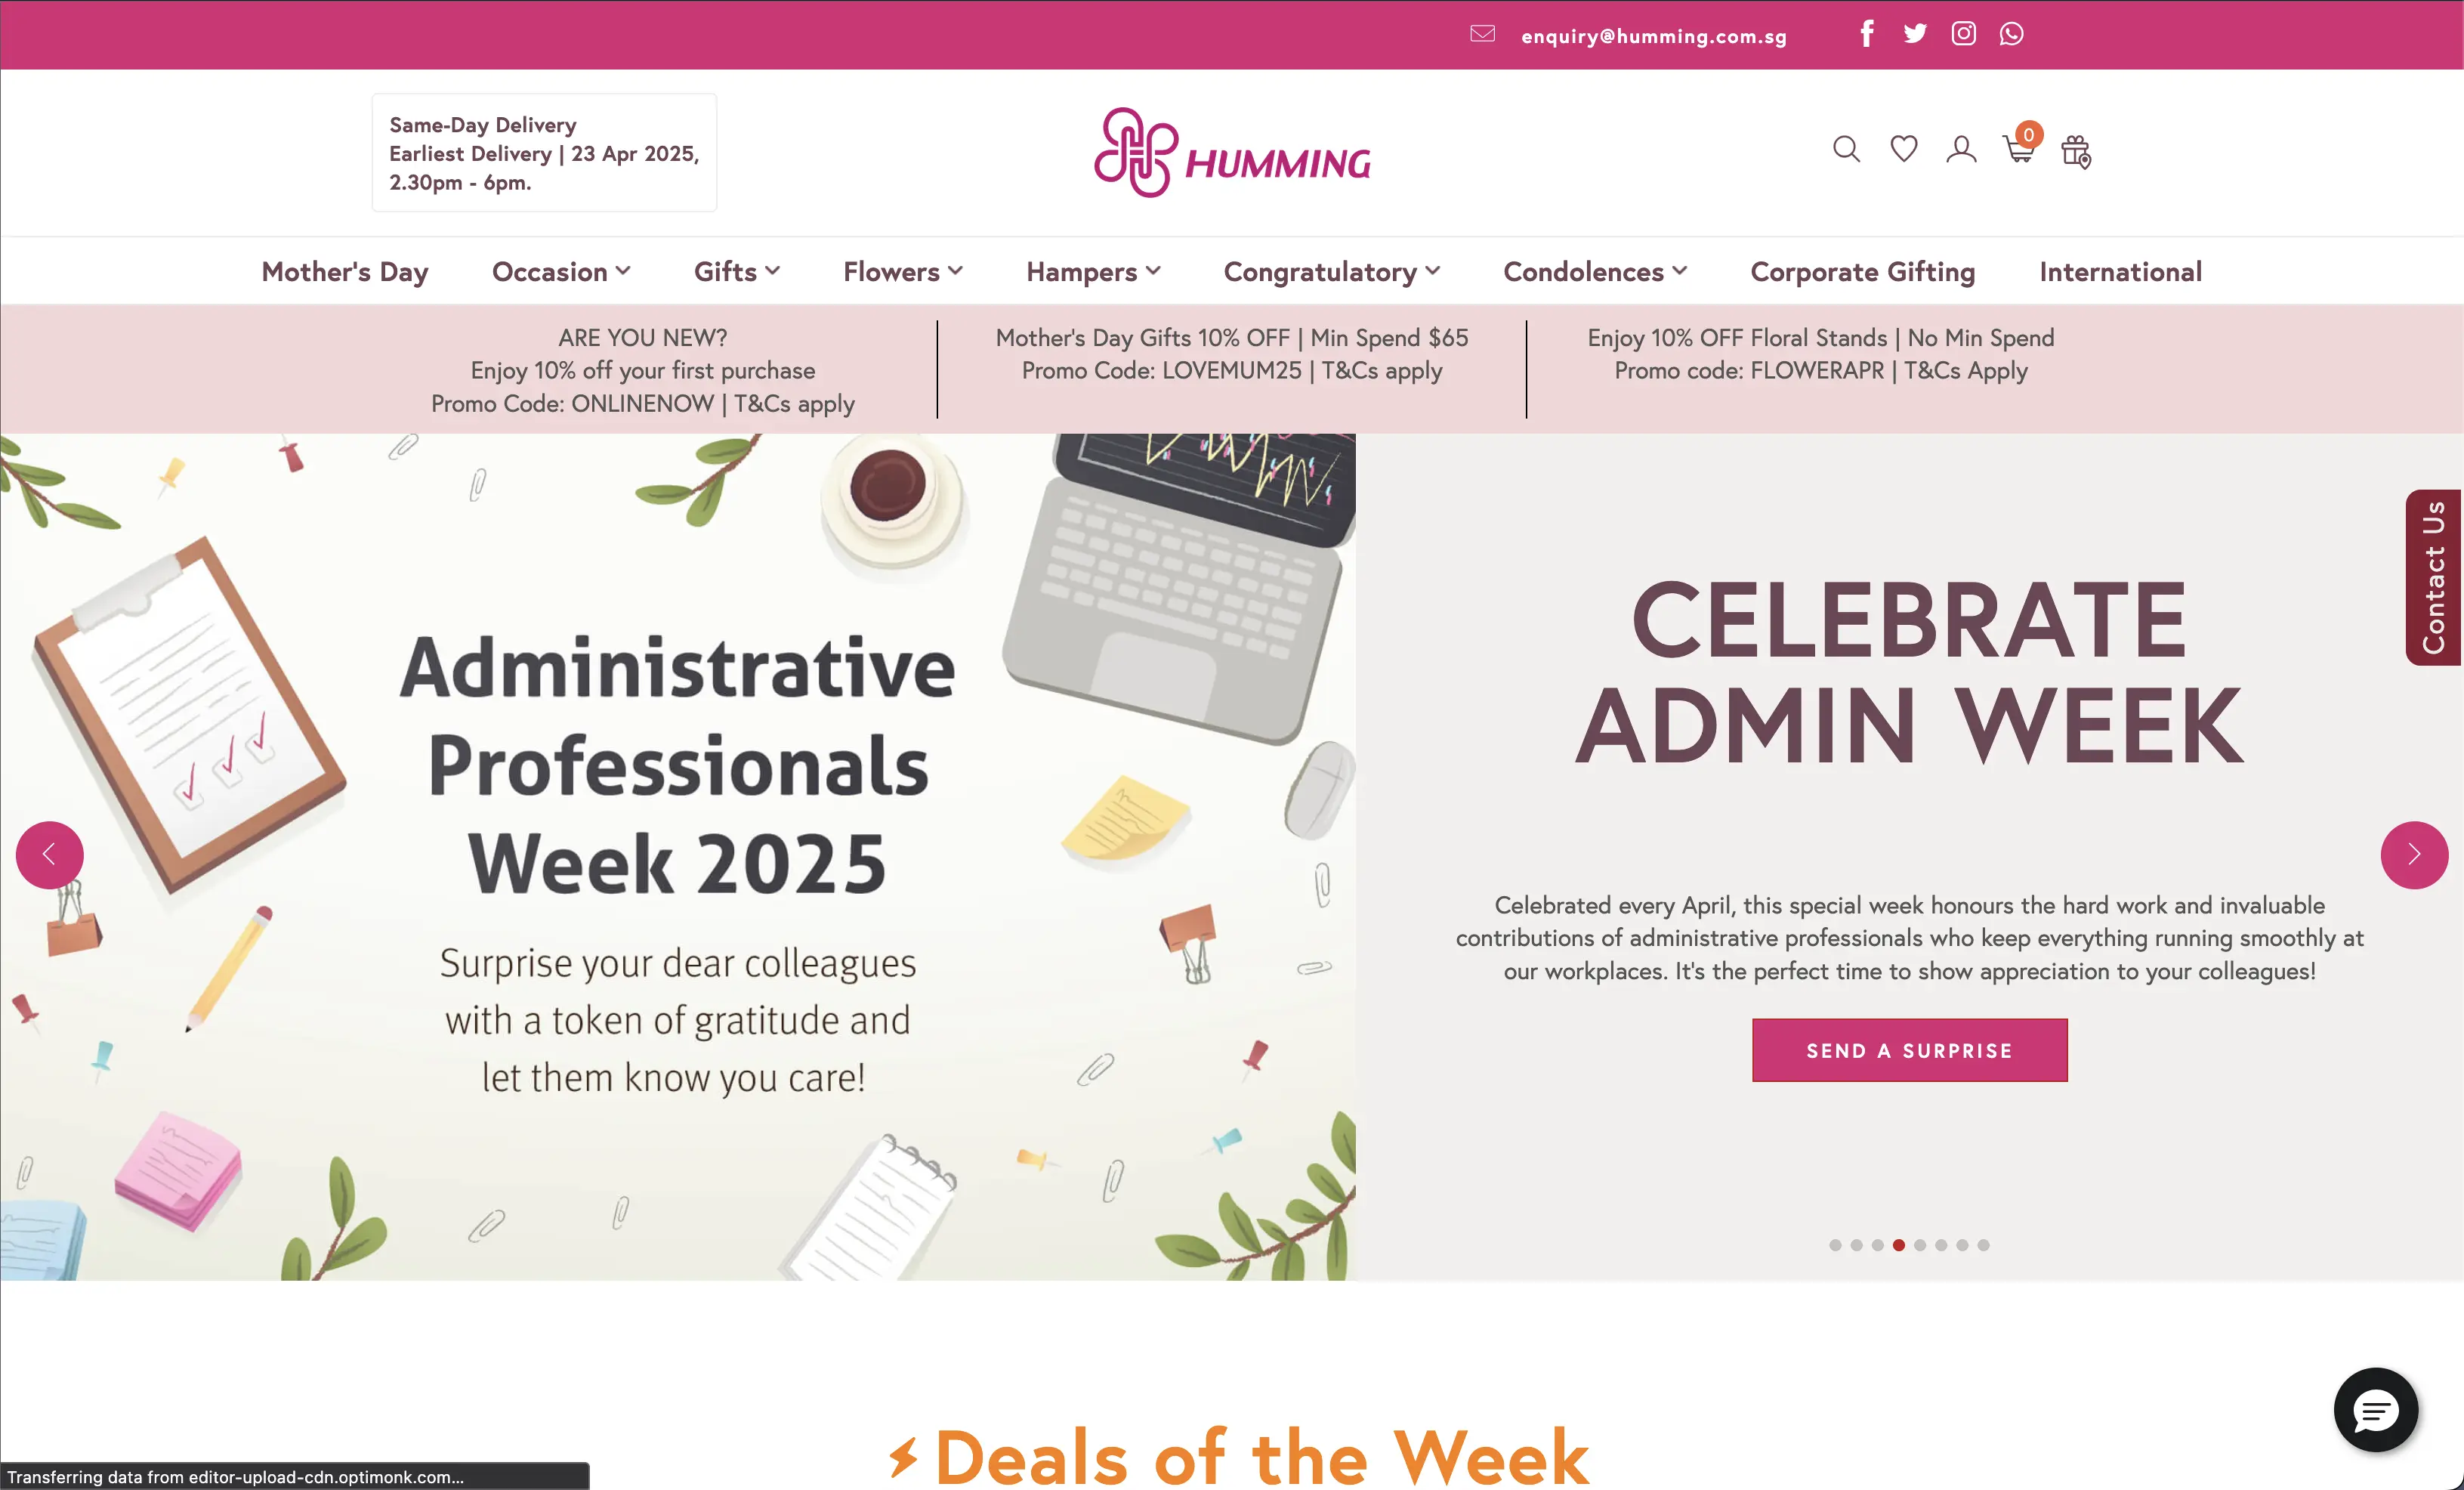 enquiry@humming.com.sg
Same-Day Delivery
Earliest Delivery | 23 Apr 2025,
2.30pm - 6pm.
HUMMING
0
Mother's Day
Occasion
Gifts
Flowers
Hampers
Congratulatory
Condolences
Corporate Gifting
International
ARE YOU NEW?
Enjoy 10% off your first purchase
Promo Code: ONLINENOW | T&Cs apply
Mother's Day Gifts 10% OFF | Min Spend $65
Promo Code: LOVEMUM25 | T&Cs apply
Enjoy 10% OFF Floral Stands | No Min Spend
Promo code: FLOWERAPR | T&Cs Apply
Administrative
Professionals
Week 2025
Surprise your dear colleagues
with a token of gratitude and
let them know you care!
CELEBRATE
ADMIN WEEK
Celebrated every April, this special week honours the hard work and invaluable
contributions of administrative professionals who keep everything running smoothly at
our workplaces. It's the perfect time to show appreciation to your colleagues!
SEND A SURPRISE
Contact Us
Deals of the Week
Transferring data from editor-upload-cdn.optimonk.com...